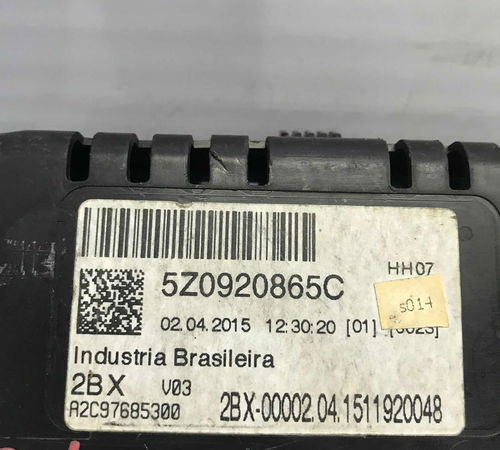 5Z0920865C
HH07
02.04.2015 12:30:20 [01]
s014
Industria Brasileira
2BX V03
A2C97685300
2BX-00002.04.1511920048